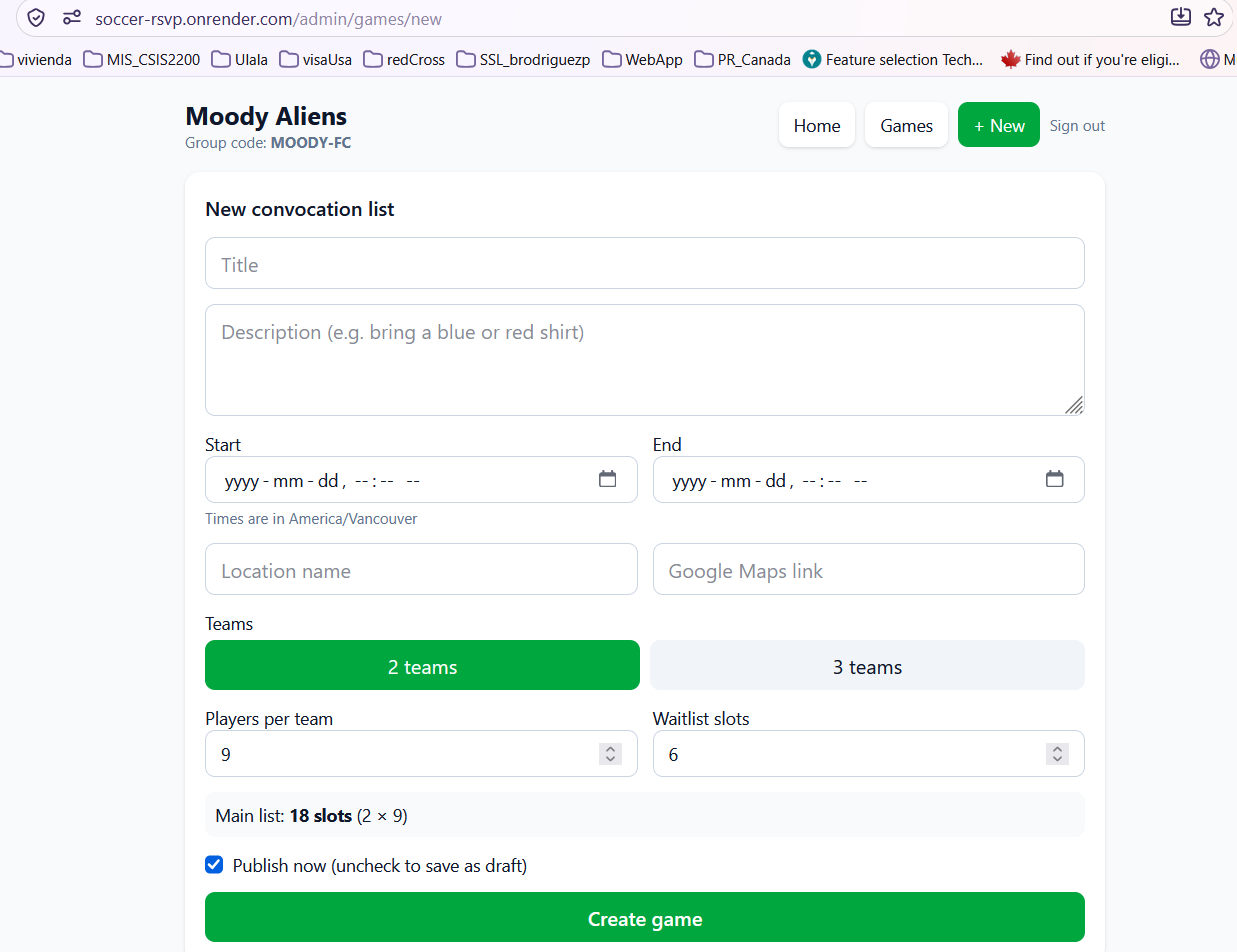 soccer-rsvp.onrender.com/admin/games/new
vivienda MIS_CSIS2200 Ulala visaUsa redCross SSL_brodriguezp WebApp PR_Canada Feature selection Tech... Find out if you're eligi... M
Moody Aliens
Group code: MOODY-FC
Home Games + New Sign out
New convocation list
Title
Description (e.g. bring a blue or red shirt)
Start End
yyyy-mm-dd, --:-- -- yyyy-mm-dd, --:-- --
Times are in America/Vancouver
Location name Google Maps link
Teams
2 teams 3 teams
Players per team Waitlist slots
9 6
Main list: 18 slots (2 × 9)
Publish now (uncheck to save as draft)
Create game